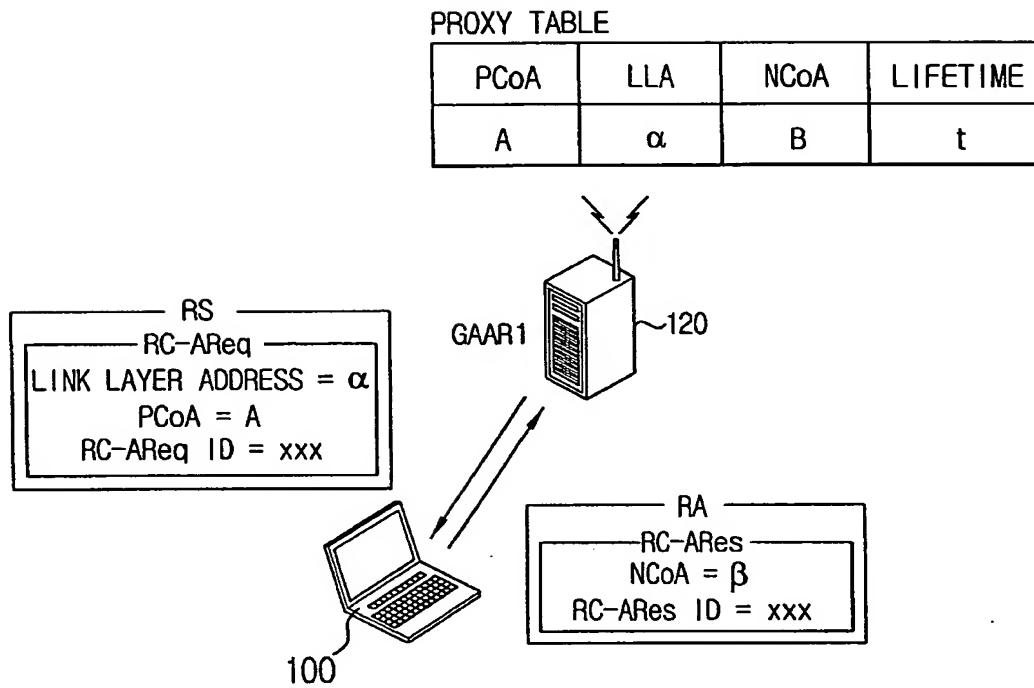 PROXY TABLE
PCoA LLA NCoA LIFETIME
A α B t
GAAR1
120
RS
RC-AReq
LINK LAYER ADDRESS = α
PCoA = A
RC-AReq ID = xxx
RA
RC-ARes
NCoA = β
RC-ARes ID = xxx
100